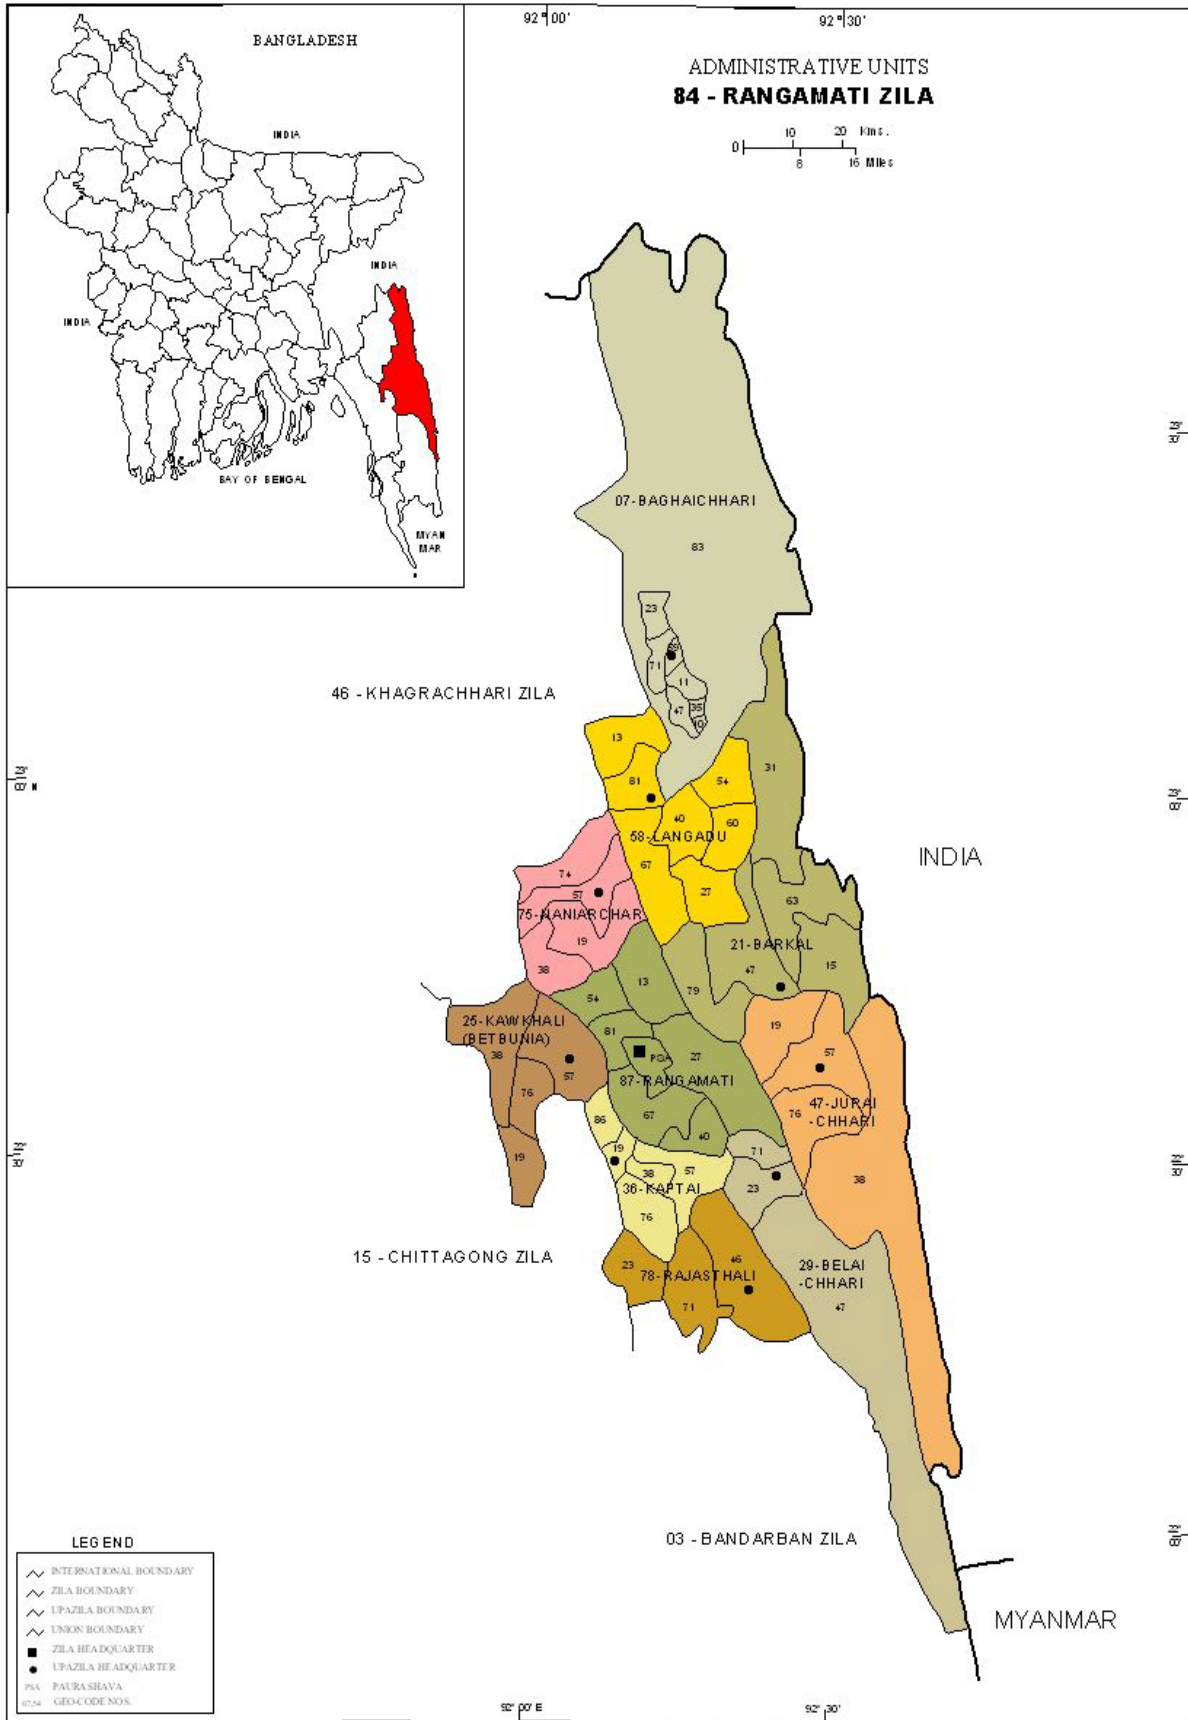 92° 00'
92° 30'
BANGLADESH
INDIA
INDIA
INDIA
BAY OF BENGAL
MYAN
MAR
ADMINISTRATIVE UNITS
84 - RANGAMATI ZILA
0 10 20 Kms.
8 16 Miles
07-BAGHAICHHARI
83
23
71
11
47
35
46 - KHAGRACHHARI ZILA
13
81
54
31
40
60
58-LANGADU
67
27
INDIA
74
57
75-NANIARCHAR
19
38
63
21-BARKAL
47
15
79
13
54
81
PSA
27
87-RANGAMATI
67
40
25-KAWKHALI
(BETBUNIA)
38
57
76
19
19
57
47-JURAI
-CHHARI
76
38
86
19
38
57
36-KAPTAI
76
71
23
29-BELAI
-CHHARI
47
15 - CHITTAGONG ZILA
23
46
78-RAJASTHALI
71
03 - BANDARBAN ZILA
MYANMAR
LEGEND
INTERNATIONAL BOUNDARY
ZILA BOUNDARY
UPAZILA BOUNDARY
UNION BOUNDARY
ZILA HEADQUARTER
UPAZILA HEADQUARTER
PSA PAURASHAVA
67,54 GEO-CODE NOS.
92° 00' E
92° 30'